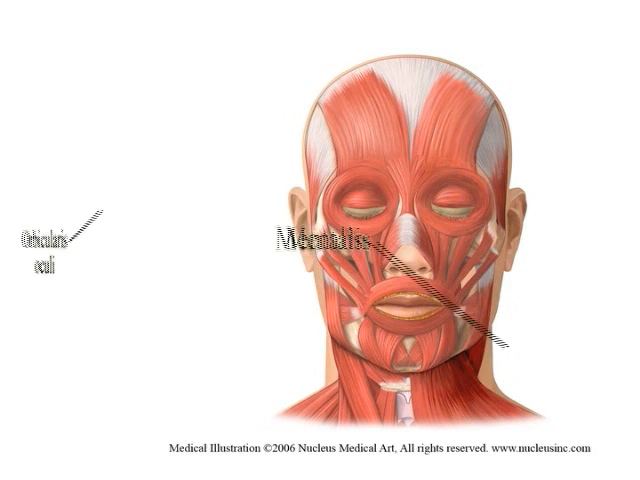 Orbicularis
oculi
Medical Illustration ©2006 Nucleus Medical Art, All rights reserved. www.nucleusinc.com